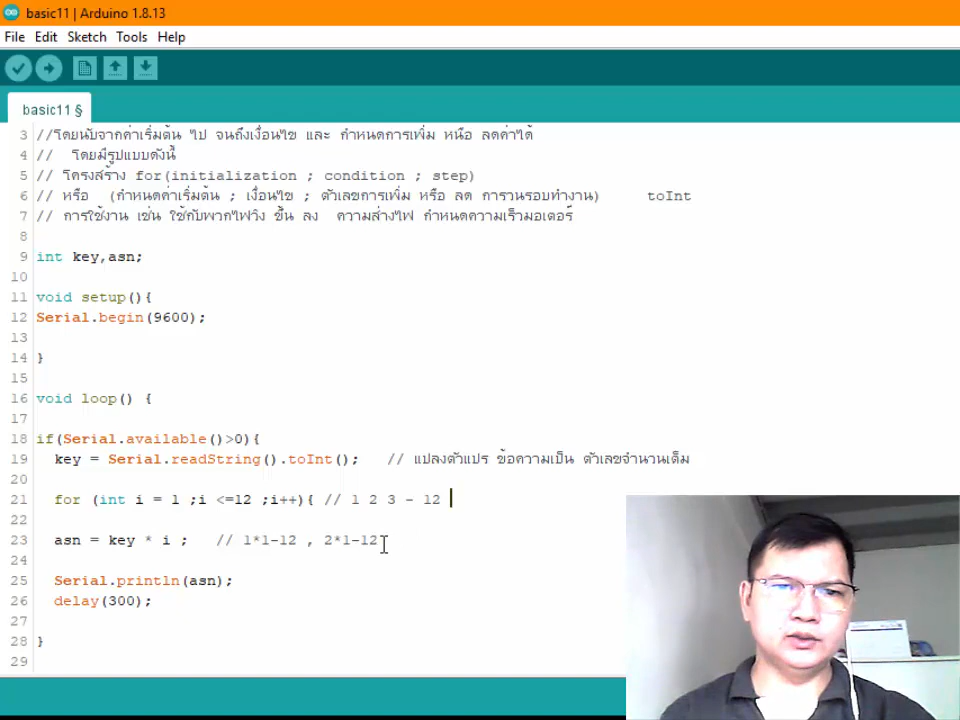 basic11 | Arduino 1.8.13
File Edit Sketch Tools Help
basic11 §
3 //โดยนับจากค่าเริ่มต้น ไป จนถึงเงื่อนไข และ กำหนดการเพิ่ม หนือ ลดค่าได้
4 // โดยมีรูปแบบดังนี้
5 // โครงสร้าง for(initialization ; condition ; step)
6 // หรือ (กำหนดค่าเริ่มต้น ; เงื่อนไข ; ตัวเลขการเพิ่ม หรือ ลด การวนรอบทำงาน) toInt
7 // การใช้งาน เช่น ใช้กับพวกไฟวิ่ง ขึ้น ลง ความสว่างไฟ กำหนดความเร็วมอเตอร์
8
9 int key,asn;
10
11 void setup(){
12 Serial.begin(9600);
13
14 }
15
16 void loop() {
17
18 if(Serial.available()>0){
19 key = Serial.readString().toInt(); // แปลงตัวแปร ข้อความเป็น ตัวเลขจำนวนเต็ม
20
21 for (int i = 1 ;i <=12 ;i++){ // 1 2 3 - 12
22
23 asn = key * i ; // 1*1-12 , 2*1-12
24
25 Serial.println(asn);
26 delay(300);
27
28 }
29